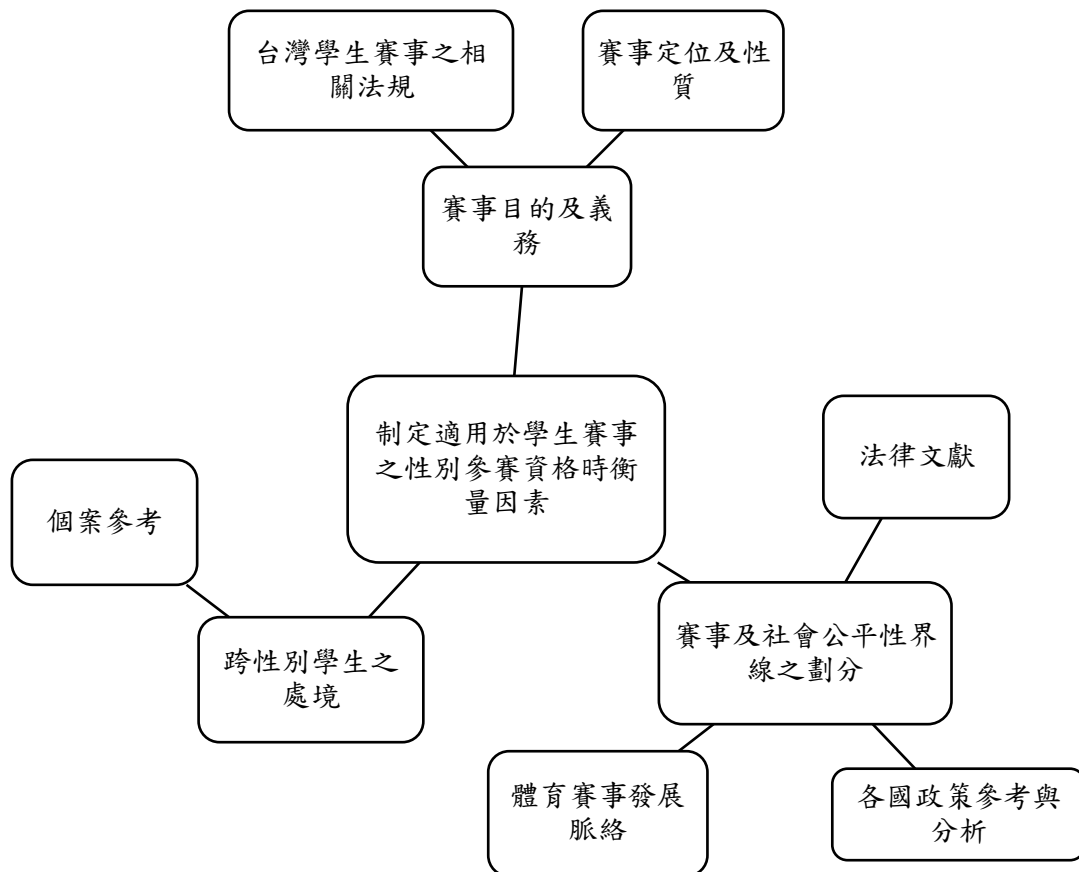 台灣學生賽事之相
關法規
賽事定位及性
質
賽事目的及義
務
制定適用於學生賽事
之性別參賽資格時衡
量因素
法律文獻
個案參考
跨性別學生之
處境
賽事及社會公平性界
線之劃分
體育賽事發展
脈絡
各國政策參考與
分析